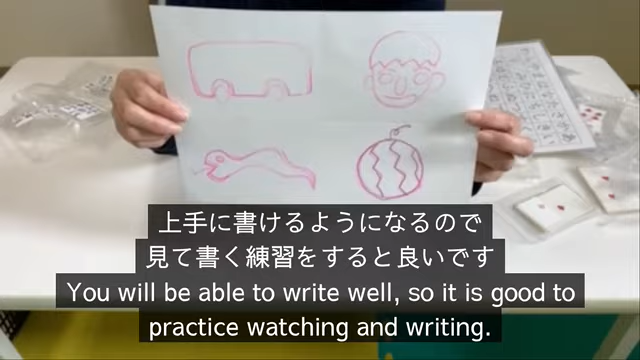 上手に書けるようになるので
見て書く練習をすると良いです
You will be able to write well, so it is good to
practice watching and writing.